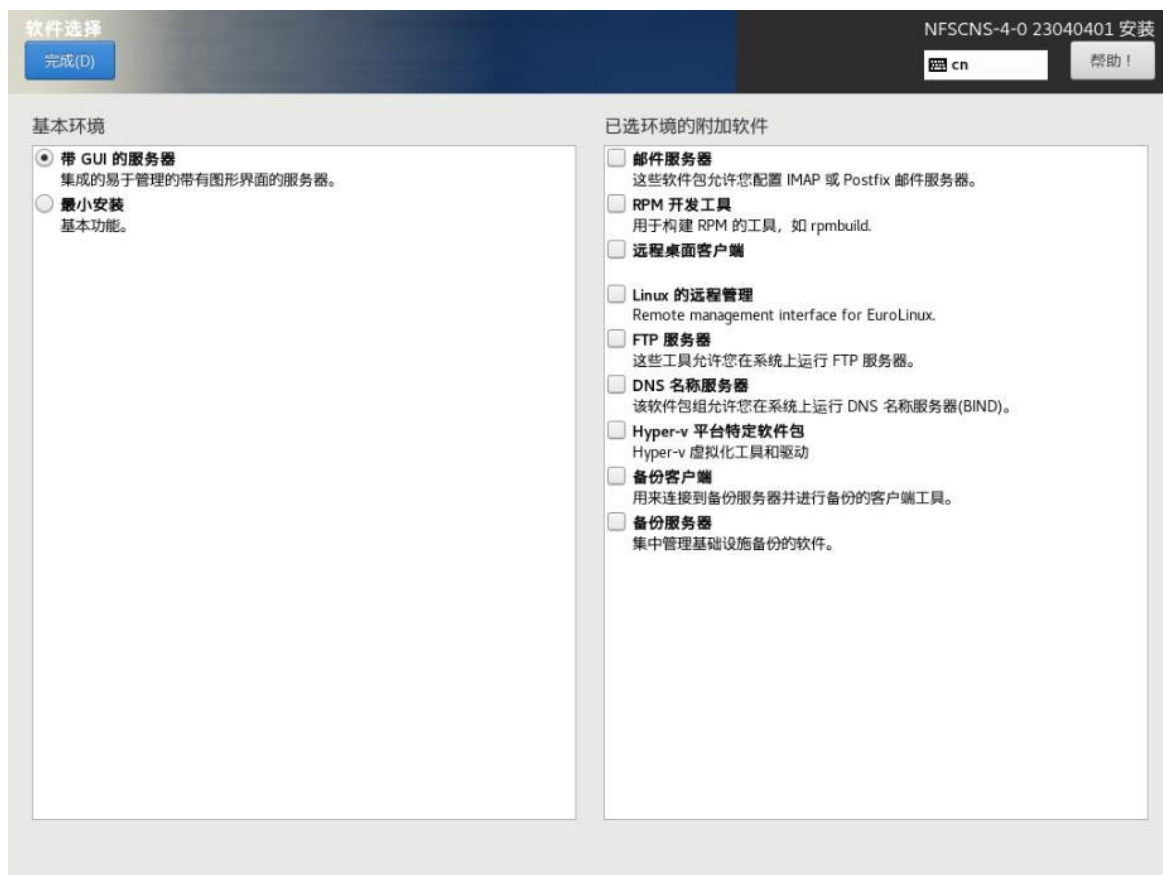 软件选择
完成(D)
NFSCNS-4-0 23040401 安装
cn
帮助！
基本环境
带 GUI 的服务器
集成的易于管理的带有图形界面的服务器。
最小安装
基本功能。
已选环境的附加软件
邮件服务器
这些软件包允许您配置 IMAP 或 Postfix 邮件服务器。
RPM 开发工具
用于构建 RPM 的工具，如 rpmbuild.
远程桌面客户端
Linux 的远程管理
Remote management interface for EuroLinux.
FTP 服务器
这些工具允许您在系统上运行 FTP 服务器。
DNS 名称服务器
该软件包组允许您在系统上运行 DNS 名称服务器(BIND)。
Hyper-v 平台特定软件包
Hyper-v 虚拟化工具和驱动
备份客户端
用来连接到备份服务器并进行备份的客户端工具。
备份服务器
集中管理基础设施备份的软件。